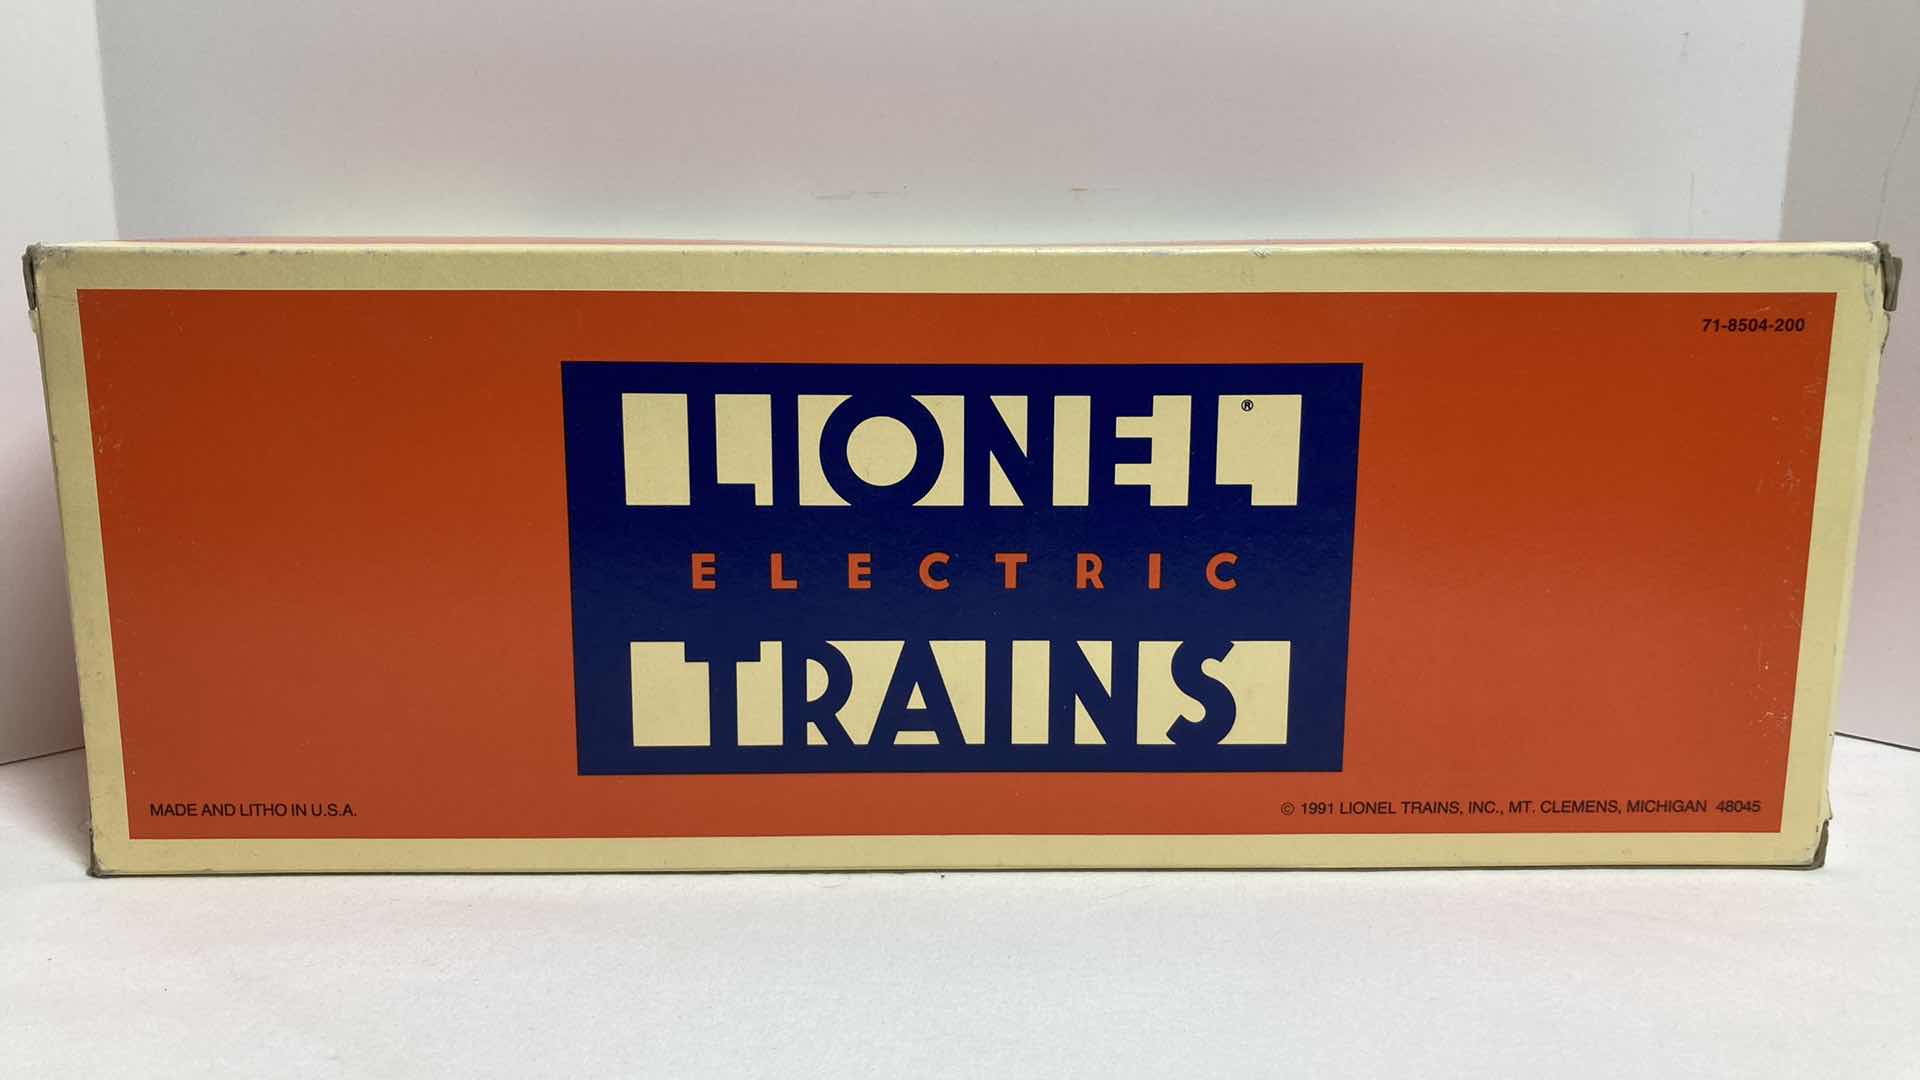 71-8504-200
LIONEL®
ELECTRIC
TRAINS
MADE AND LITHO IN U.S.A.
© 1991 LIONEL TRAINS, INC., MT. CLEMENS, MICHIGAN 48045